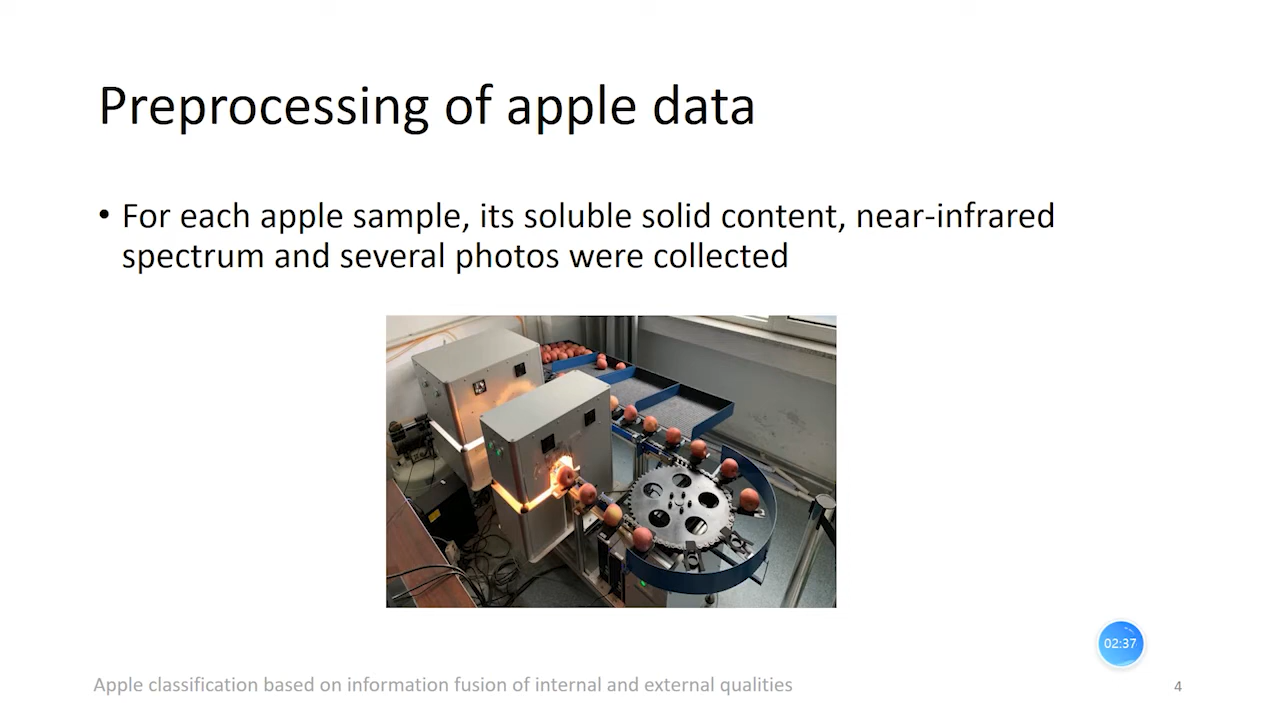 Preprocessing of apple data
• For each apple sample, its soluble solid content, near-infrared
spectrum and several photos were collected
02:37
Apple classification based on information fusion of internal and external qualities
4